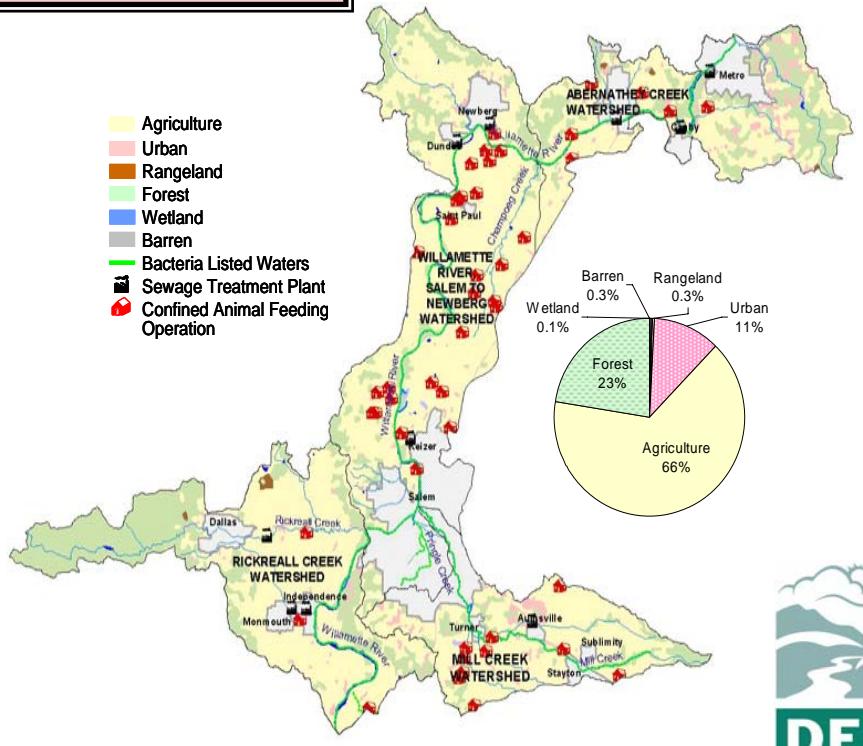 Agriculture
Urban
Rangeland
Forest
Wetland
Barren
Bacteria Listed Waters
Sewage Treatment Plant
Confined Animal Feeding
Operation
Metro
ABERNATHEY CREEK
WATERSHED
Newberg
Willamette River
Champoeg Creek
Saint Paul
WILLAMETTE
RIVER,
SALEM TO
NEWBERG
WATERSHED
Willamette River
Keizer
Salem
Pringle Creek
Dallas
Rickreall Creek
RICKREALL CREEK
WATERSHED
Independence
Monmouth
Willamette River
Turner
Aumsville
Sublimity
Mill Creek
Stayton
MILL CREEK
WATERSHED
Barren
0.3%
Rangeland
0.3%
Wetland
0.1%
Urban
11%
Forest
23%
Agriculture
66%